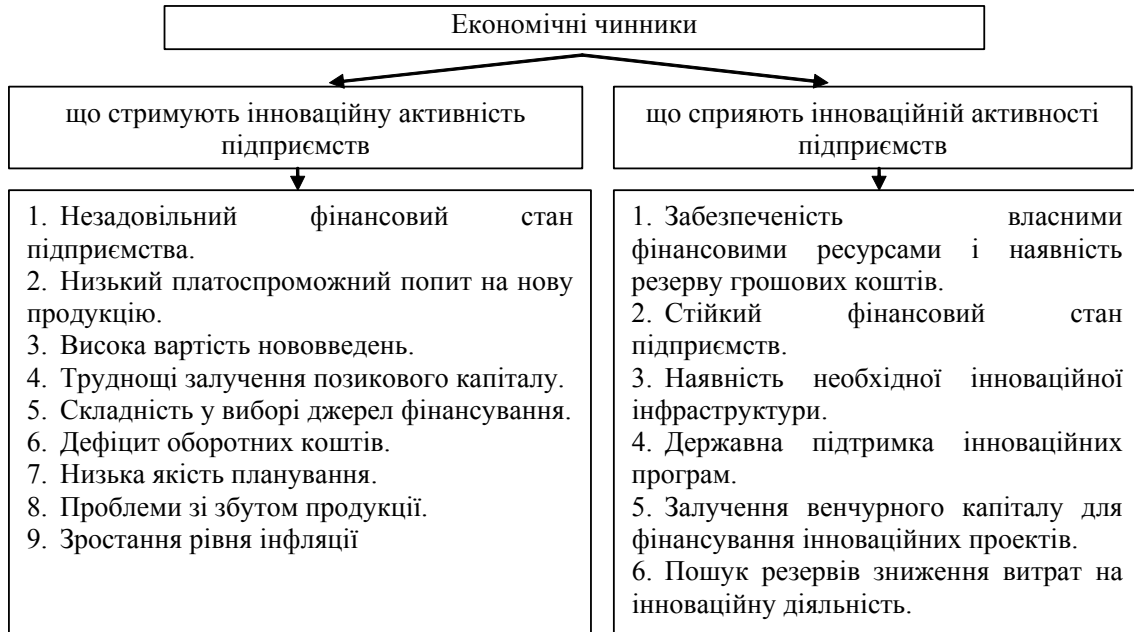 Економічні чинники
що стримують інноваційну активність
підприємств
що сприяють інноваційній активності
підприємств
1. Незадовільний фінансовий стан
підприємства.
2. Низький платоспроможний попит на нову
продукцію.
3. Висока вартість нововведень.
4. Труднощі залучення позикового капіталу.
5. Складність у виборі джерел фінансування.
6. Дефіцит оборотних коштів.
7. Низька якість планування.
8. Проблеми зі збутом продукції.
9. Зростання рівня інфляції
1. Забезпеченість власними
фінансовими ресурсами і наявність
резерву грошових коштів.
2. Стійкий фінансовий стан
підприємств.
3. Наявність необхідної інноваційної
інфраструктури.
4. Державна підтримка інноваційних
програм.
5. Залучення венчурного капіталу для
фінансування інноваційних проектів.
6. Пошук резервів зниження витрат на
інноваційну діяльність.